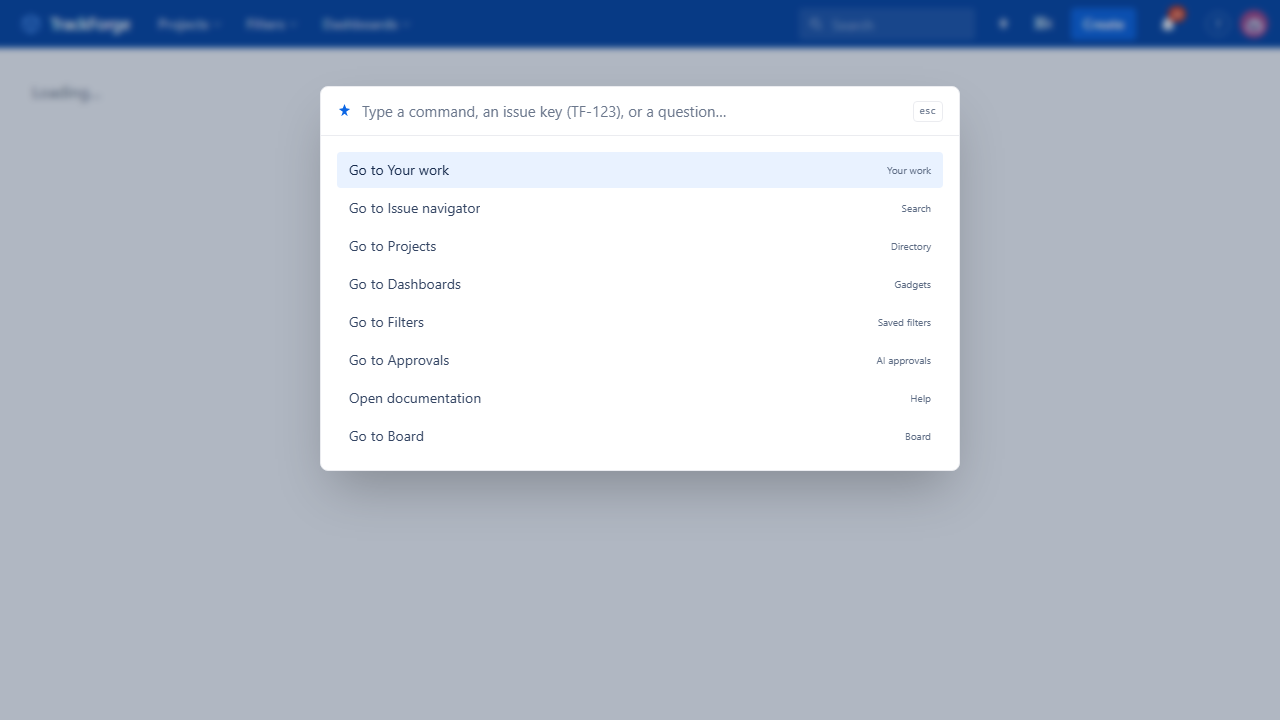 TrackForge Projects Filters Dashboards Search Create
Loading...
Type a command, an issue key (TF-123), or a question... esc
Go to Your work Your work
Go to Issue navigator Search
Go to Projects Directory
Go to Dashboards Gadgets
Go to Filters Saved filters
Go to Approvals AI approvals
Open documentation Help
Go to Board Board